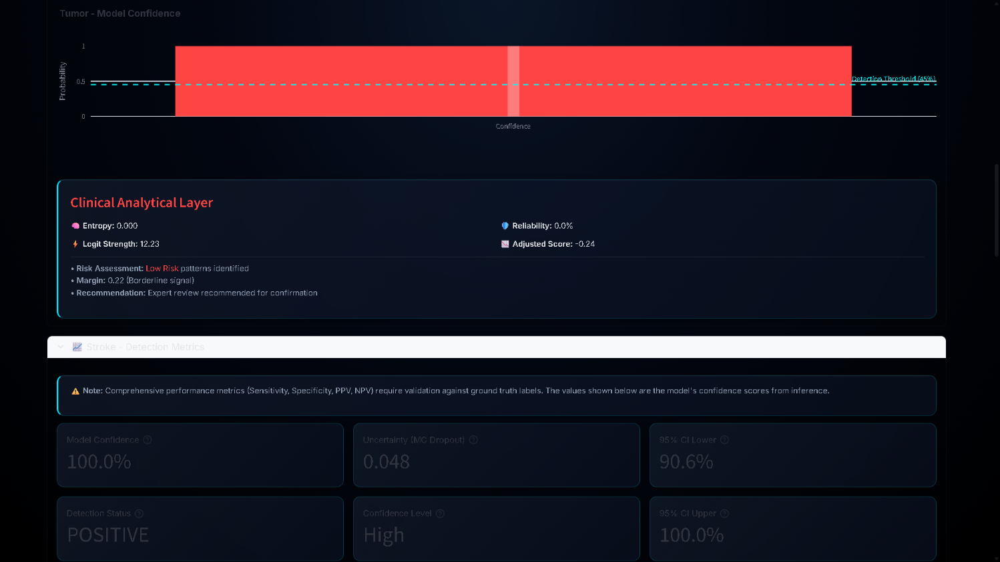 Tumor - Model Confidence
1
Probability
0.5
Detection Threshold (45%)
0
Confidence
Clinical Analytical Layer
🧠 Entropy: 0.000
🛡️ Reliability: 0.0%
⚡ Logit Strength: 12.23
📉 Adjusted Score: -0.24
• Risk Assessment: Low Risk patterns identified
• Margin: 0.22 (Borderline signal)
• Recommendation: Expert review recommended for confirmation
📈 Stroke - Detection Metrics
⚠️ Note: Comprehensive performance metrics (Sensitivity, Specificity, PPV, NPV) require validation against ground truth labels. The values shown below are the model's confidence scores from inference.
Model Confidence
100.0%
Uncertainty (MC Dropout)
0.048
95% CI Lower
90.6%
Detection Status
POSITIVE
Confidence Level
High
95% CI Upper
100.0%